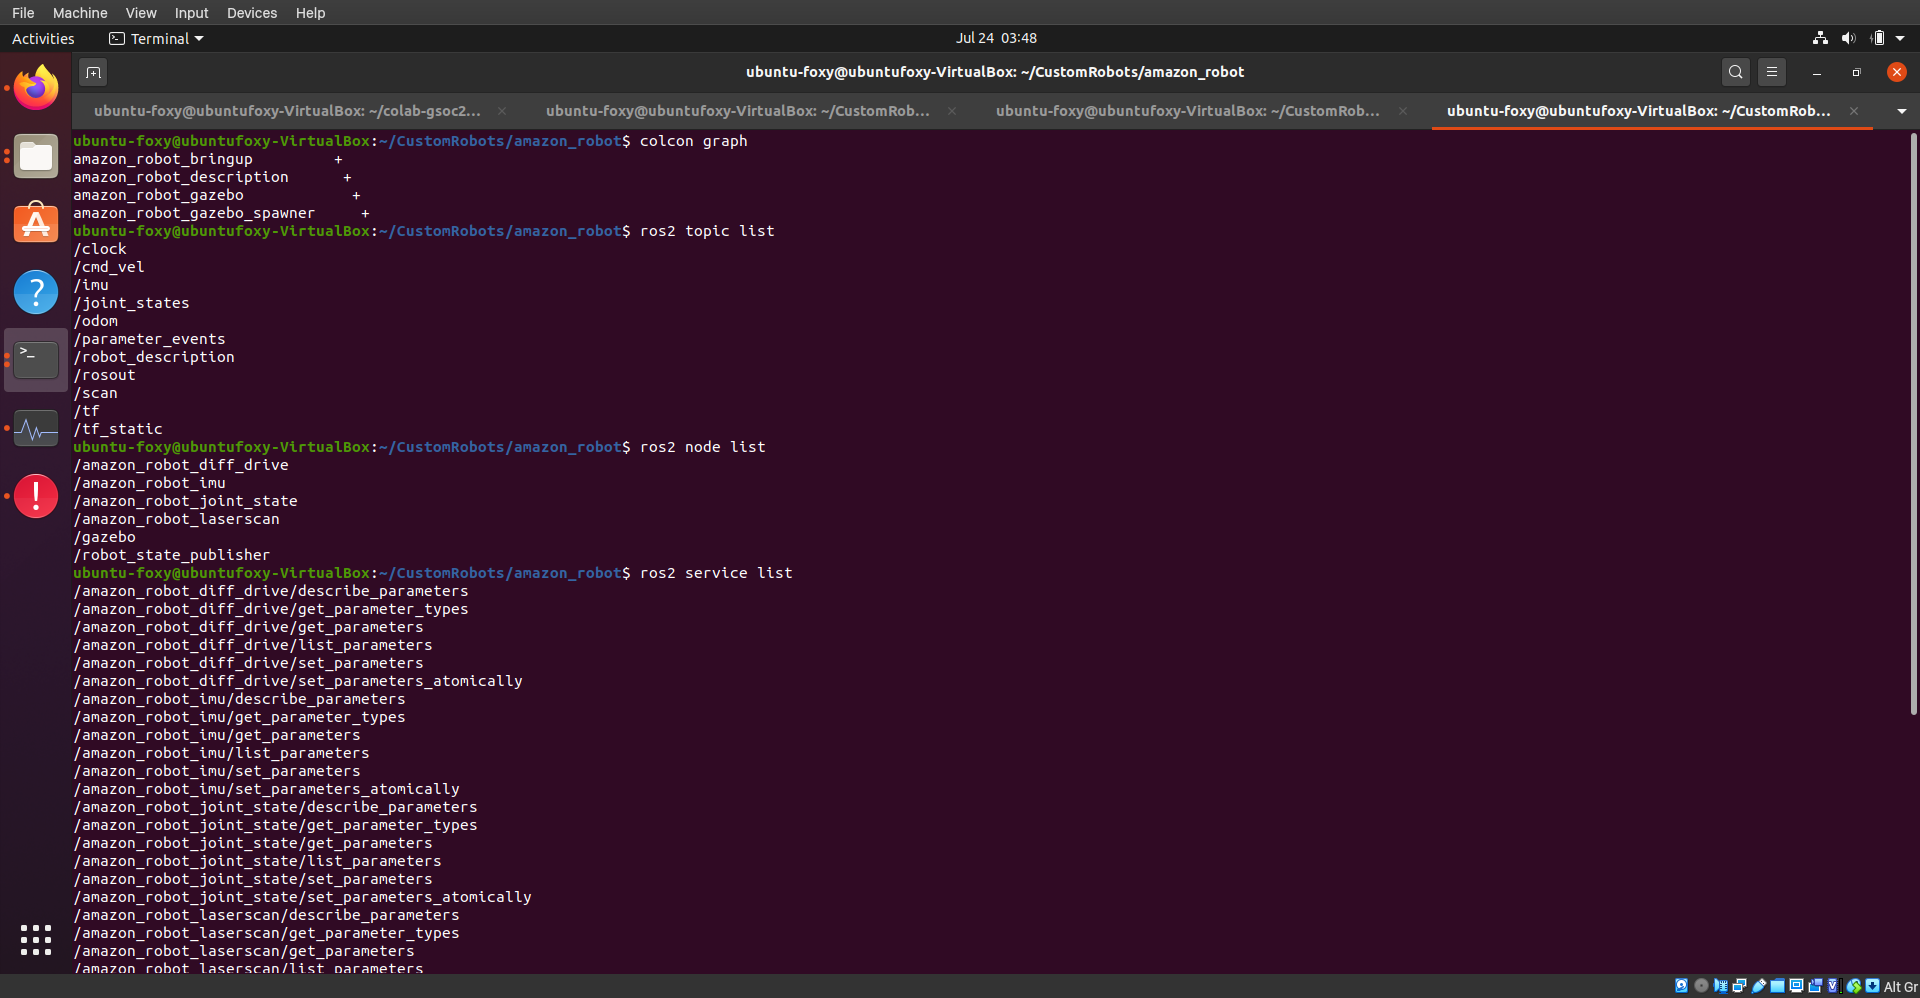 File Machine View Input Devices Help
Activities Terminal Jul 24 03:48
ubuntu-foxy@ubuntufoxy-VirtualBox: ~/CustomRobots/amazon_robot
ubuntu-foxy@ubuntufoxy-VirtualBox: ~/colab-gsoc2... ubuntu-foxy@ubuntufoxy-VirtualBox: ~/CustomRob... ubuntu-foxy@ubuntufoxy-VirtualBox: ~/CustomRob... ubuntu-foxy@ubuntufoxy-VirtualBox: ~/CustomRob...
ubuntu-foxy@ubuntufoxy-VirtualBox:~/CustomRobots/amazon_robot$ colcon graph
amazon_robot_bringup         +
amazon_robot_description      +
amazon_robot_gazebo            +
amazon_robot_gazebo_spawner     +
ubuntu-foxy@ubuntufoxy-VirtualBox:~/CustomRobots/amazon_robot$ ros2 topic list
/clock
/cmd_vel
/imu
/joint_states
/odom
/parameter_events
/robot_description
/rosout
/scan
/tf
/tf_static
ubuntu-foxy@ubuntufoxy-VirtualBox:~/CustomRobots/amazon_robot$ ros2 node list
/amazon_robot_diff_drive
/amazon_robot_imu
/amazon_robot_joint_state
/amazon_robot_laserscan
/gazebo
/robot_state_publisher
ubuntu-foxy@ubuntufoxy-VirtualBox:~/CustomRobots/amazon_robot$ ros2 service list
/amazon_robot_diff_drive/describe_parameters
/amazon_robot_diff_drive/get_parameter_types
/amazon_robot_diff_drive/get_parameters
/amazon_robot_diff_drive/list_parameters
/amazon_robot_diff_drive/set_parameters
/amazon_robot_diff_drive/set_parameters_atomically
/amazon_robot_imu/describe_parameters
/amazon_robot_imu/get_parameter_types
/amazon_robot_imu/get_parameters
/amazon_robot_imu/list_parameters
/amazon_robot_imu/set_parameters
/amazon_robot_imu/set_parameters_atomically
/amazon_robot_joint_state/describe_parameters
/amazon_robot_joint_state/get_parameter_types
/amazon_robot_joint_state/get_parameters
/amazon_robot_joint_state/list_parameters
/amazon_robot_joint_state/set_parameters
/amazon_robot_joint_state/set_parameters_atomically
/amazon_robot_laserscan/describe_parameters
/amazon_robot_laserscan/get_parameter_types
/amazon_robot_laserscan/get_parameters
/amazon_robot_laserscan/list_parameters
Alt Gr